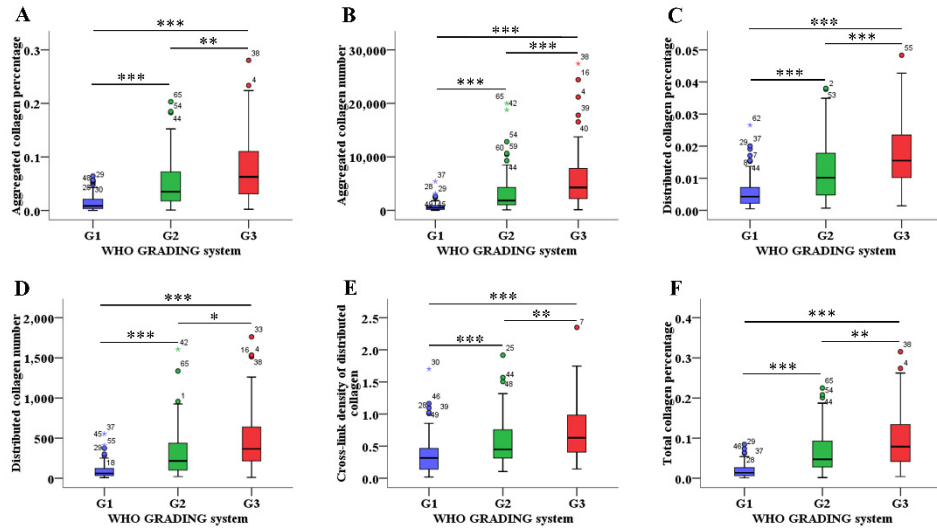 A
Aggregated collagen percentage
0.3
0.2
0.1
0.0
***
**
***
38
4
65
54
44
48
29
28
30
G1
G2
G3
WHO GRADING system
B
Aggregated collagen number
30,000
20,000
10,000
0
***
***
***
38
16
4
39
40
65
42
54
60
59
44
37
28
29
G1
G2
G3
WHO GRADING system
C
Distributed collagen percentage
0.05
0.04
0.03
0.02
0.01
0.00
***
***
***
55
2
53
62
37
29
7
8
44
G1
G2
G3
WHO GRADING system
D
Distributed collagen number
2,000
1,500
1,000
500
0
***
*
***
33
4
16
38
42
65
1
37
45
55
29
18
G1
G2
G3
WHO GRADING system
E
Cross-link density of distributed
collagen
2.5
2.0
1.5
1.0
0.5
0.0
***
**
***
7
25
44
48
30
46
28
39
49
G1
G2
G3
WHO GRADING system
F
Total collagen percentage
0.4
0.3
0.2
0.1
0.0
***
**
***
38
4
65
54
44
29
46
37
28
G1
G2
G3
WHO GRADING system